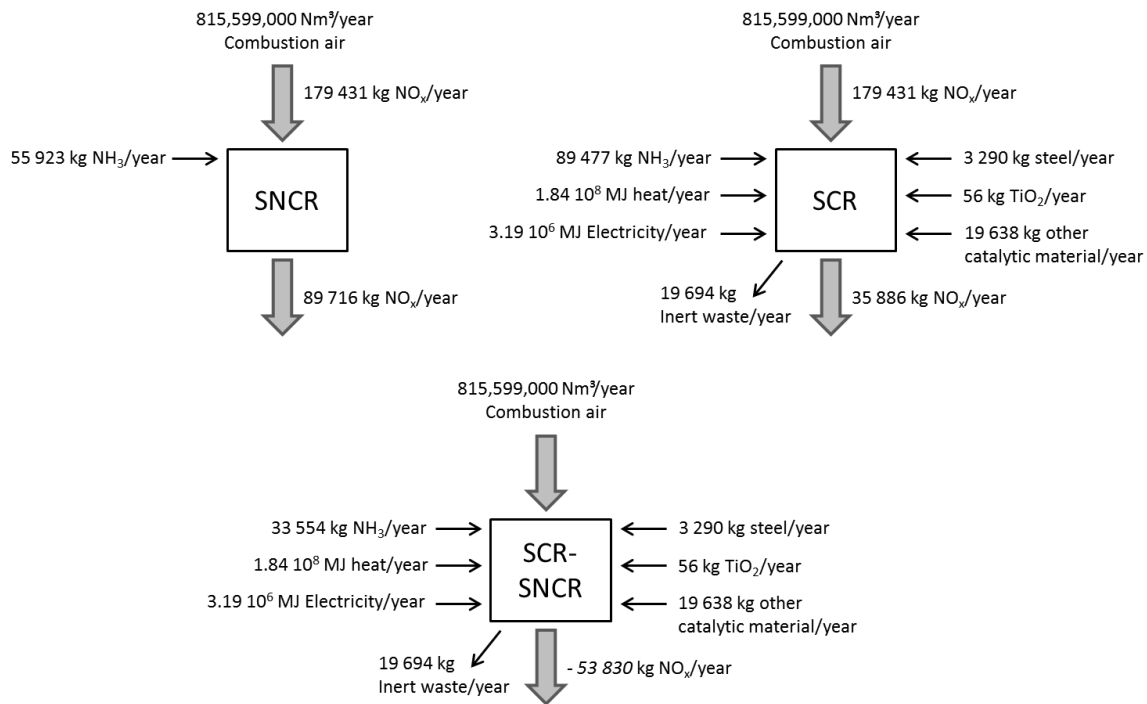 815,599,000 Nm³/year
Combustion air
179 431 kg NOₓ/year
55 923 kg NH₃/year
SNCR
89 716 kg NOₓ/year
815,599,000 Nm³/year
Combustion air
179 431 kg NOₓ/year
89 477 kg NH₃/year
1.84 10⁸ MJ heat/year
3.19 10⁶ MJ Electricity/year
SCR
3 290 kg steel/year
56 kg TiO₂/year
19 638 kg other
catalytic material/year
19 694 kg
Inert waste/year
35 886 kg NOₓ/year
815,599,000 Nm³/year
Combustion air
33 554 kg NH₃/year
1.84 10⁸ MJ heat/year
3.19 10⁶ MJ Electricity/year
SCR-
SNCR
3 290 kg steel/year
56 kg TiO₂/year
19 638 kg other
catalytic material/year
19 694 kg
Inert waste/year
- 53 830 kg NOₓ/year